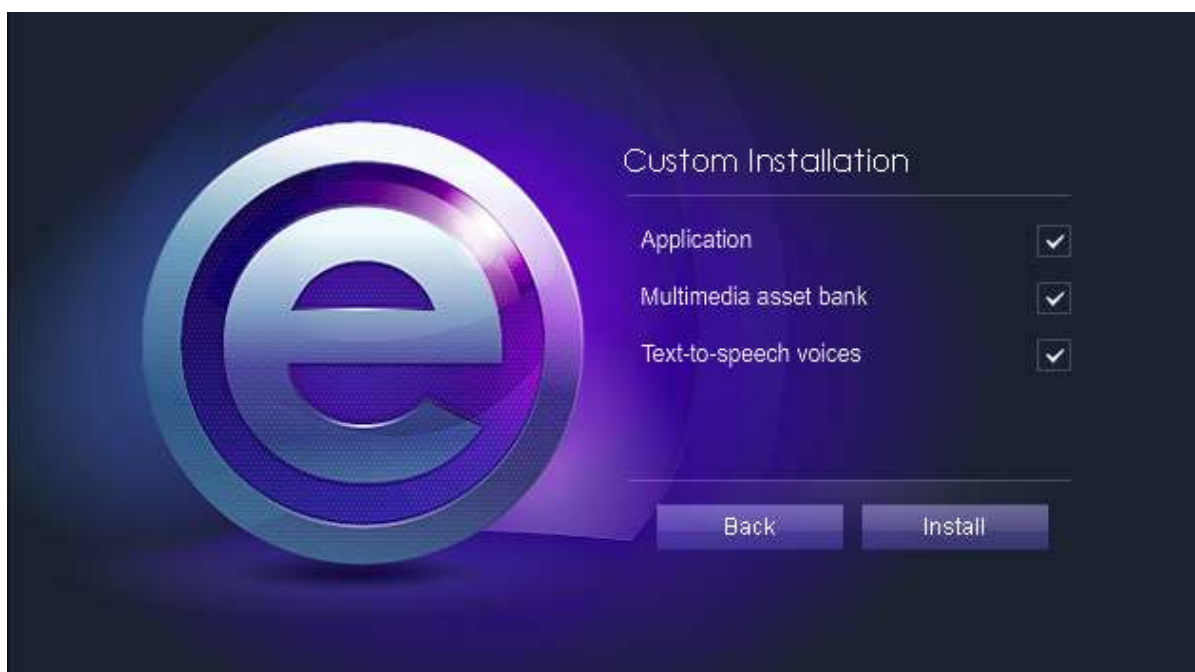 e
Custom Installation
Application
Multimedia asset bank
Text-to-speech voices
Back
Install